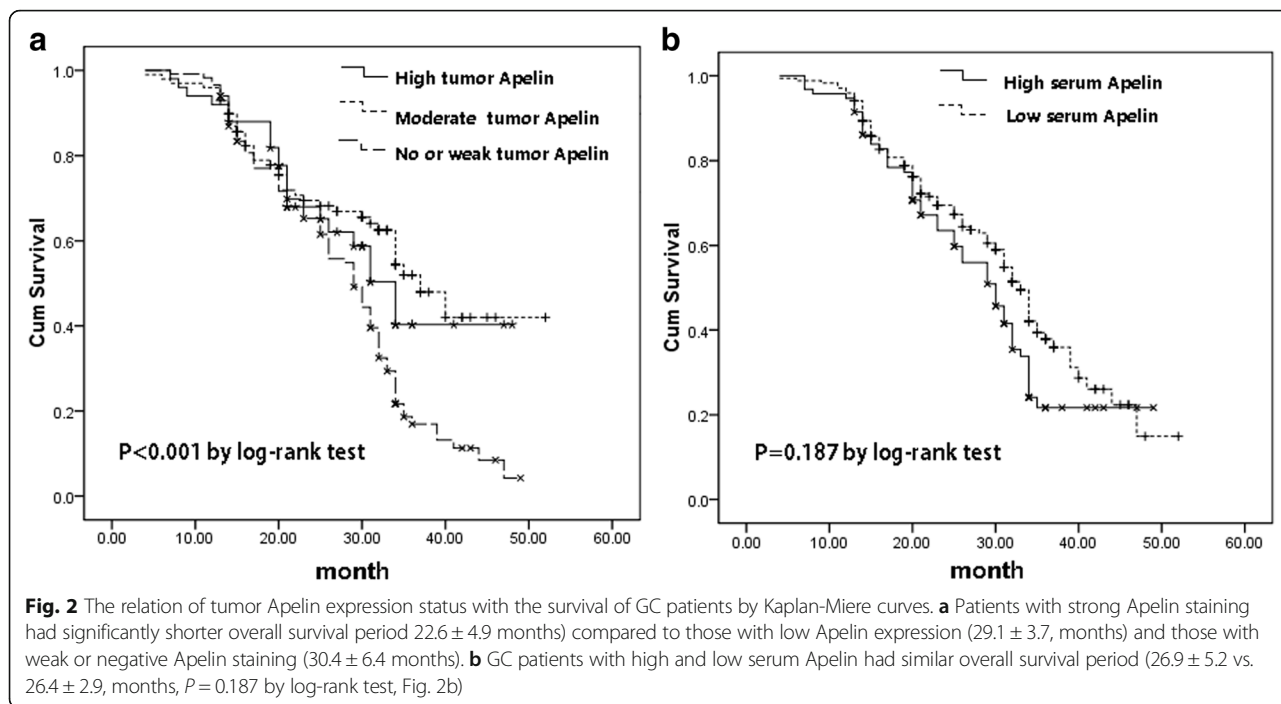 a
High tumor Apelin
Moderate tumor Apelin
No or weak tumor Apelin
1.0
0.8
0.6
0.4
0.2
0.0
Cum Survival
P<0.001 by log-rank test
0.00 10.00 20.00 30.00 40.00 50.00 60.00
month
b
High serum Apelin
Low serum Apelin
1.0
0.8
0.6
0.4
0.2
0.0
Cum Survival
P=0.187 by log-rank test
0.00 10.00 20.00 30.00 40.00 50.00 60.00
month
Fig. 2 The relation of tumor Apelin expression status with the survival of GC patients by Kaplan-Miere curves. a Patients with strong Apelin staining
had significantly shorter overall survival period 22.6 ± 4.9 months) compared to those with low Apelin expression (29.1 ± 3.7, months) and those with
weak or negative Apelin staining (30.4 ± 6.4 months). b GC patients with high and low serum Apelin had similar overall survival period (26.9 ± 5.2 vs.
26.4 ± 2.9, months, P = 0.187 by log-rank test, Fig. 2b)